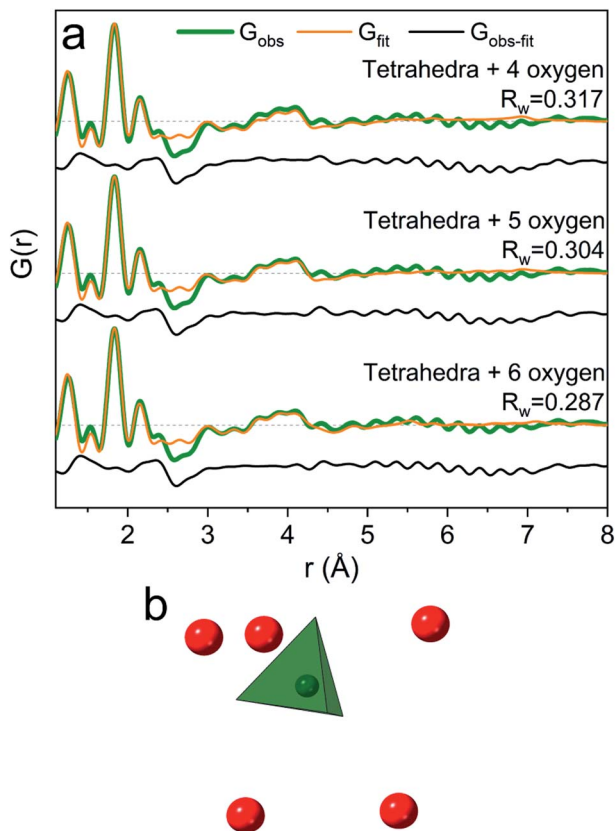 a
G_obs G_fit G_obs-fit
Tetrahedra + 4 oxygen
R_w=0.317
Tetrahedra + 5 oxygen
R_w=0.304
Tetrahedra + 6 oxygen
R_w=0.287
G(r)
2 3 4 5 6 7 8
r (Å)
b